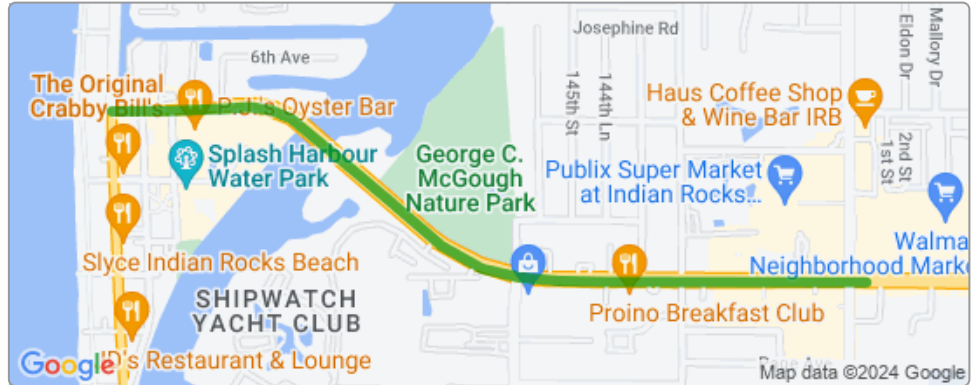 Josephine Rd
Eldon Dr
Mallory Dr
6th Ave
The Original
Crabby Bill's
P.J.'s Oyster Bar
145th St
144th Ln
Haus Coffee Shop
& Wine Bar IRB
2nd St
1st St
Splash Harbour
Water Park
George C.
McGough
Nature Park
Publix Super Market
at Indian Rocks...
Walma
Neighborhood Marke
Slyce Indian Rocks Beach
SHIPWATCH
YACHT CLUB
Proino Breakfast Club
Google
D's Restaurant & Lounge
Map data ©2024 Google